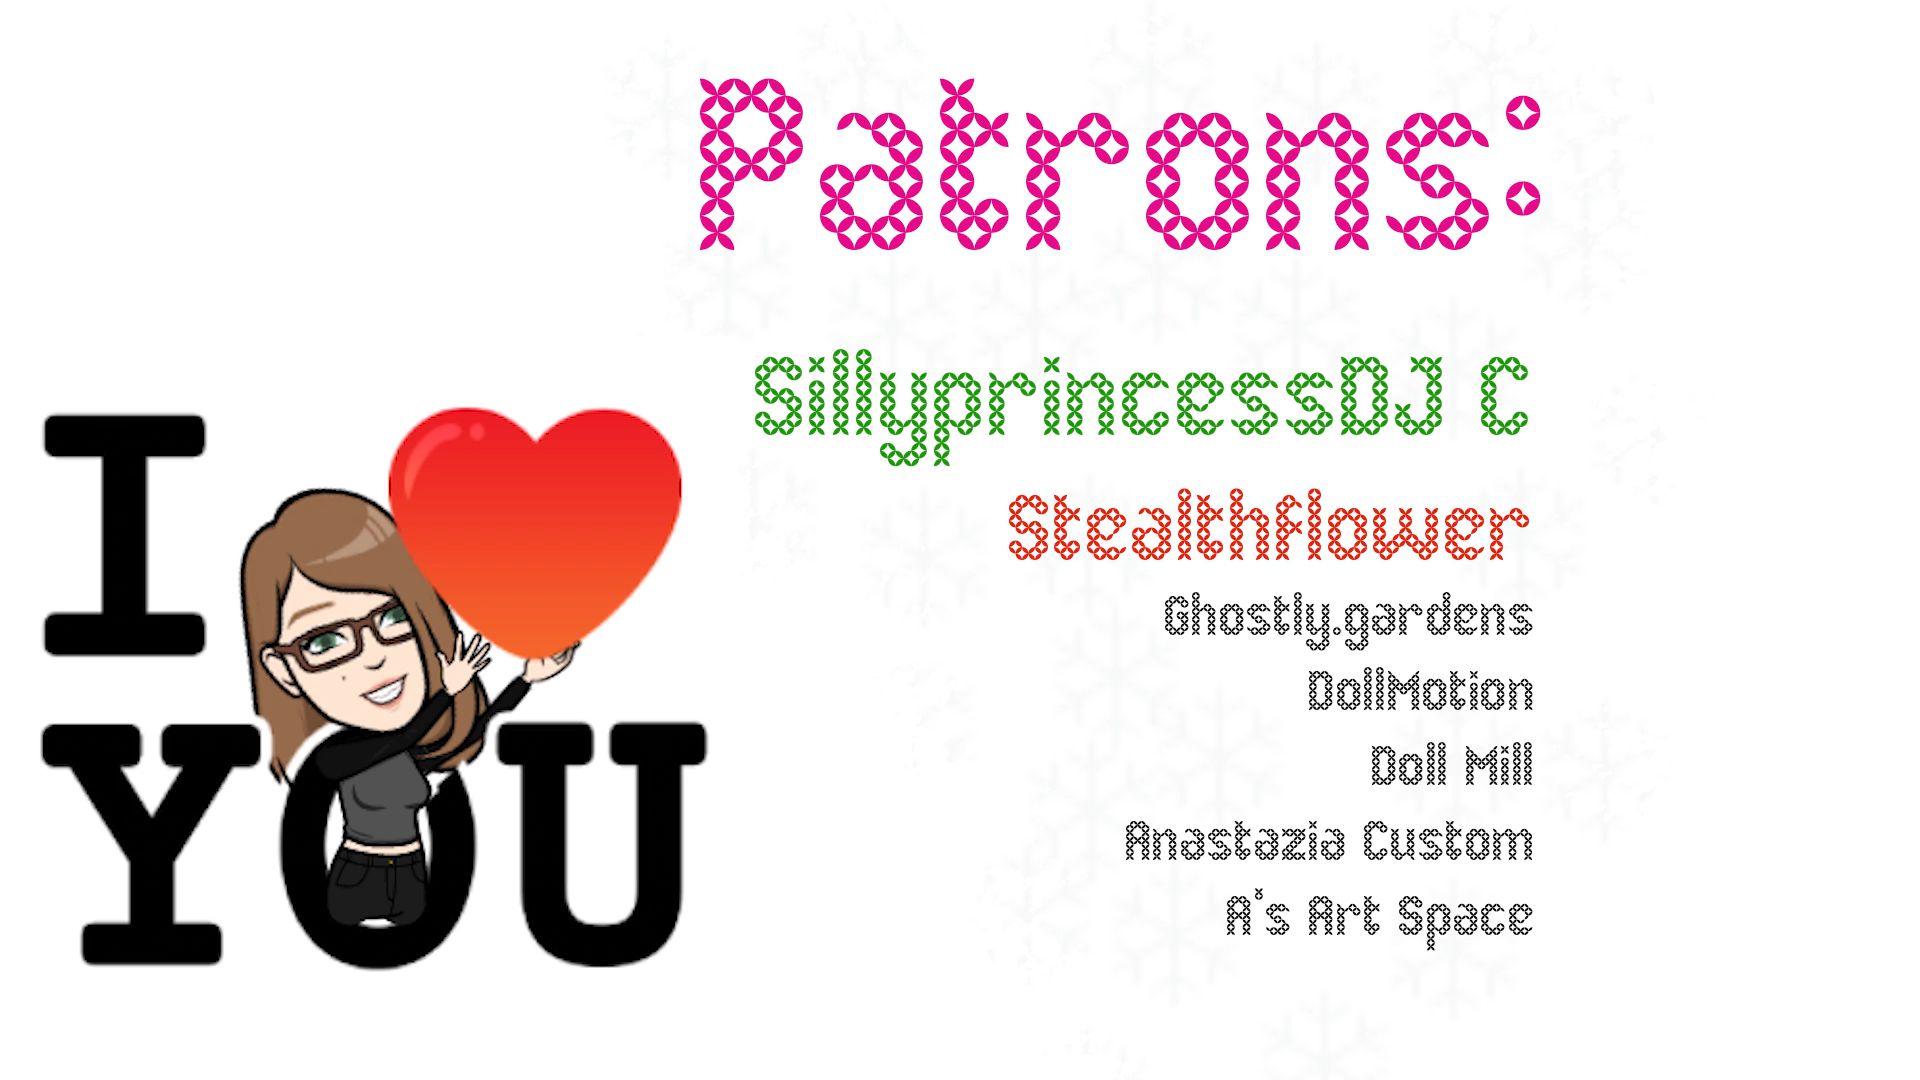 Patrons:
SillyprincessDJ C
Stealthflower
Ghostly.gardens
DollMotion
Doll Mill
Anastazia Custom
A's Art Space
I
YOU